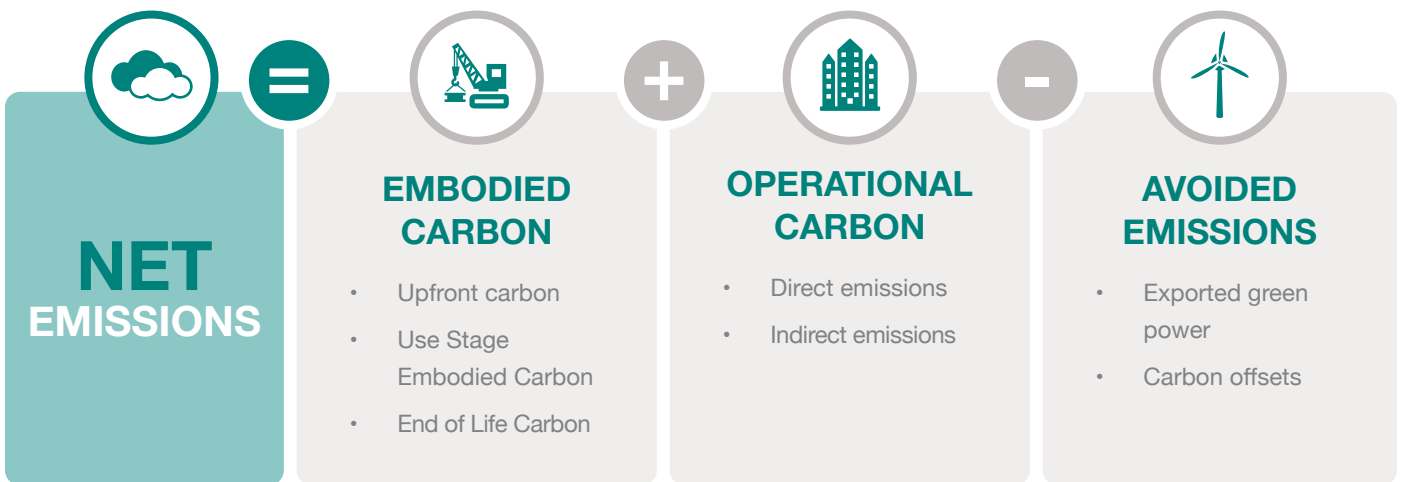 =
+
-
NET
EMISSIONS
EMBODIED
CARBON
• Upfront carbon
• Use Stage
Embodied Carbon
• End of Life Carbon
OPERATIONAL
CARBON
• Direct emissions
• Indirect emissions
AVOIDED
EMISSIONS
• Exported green
power
• Carbon offsets